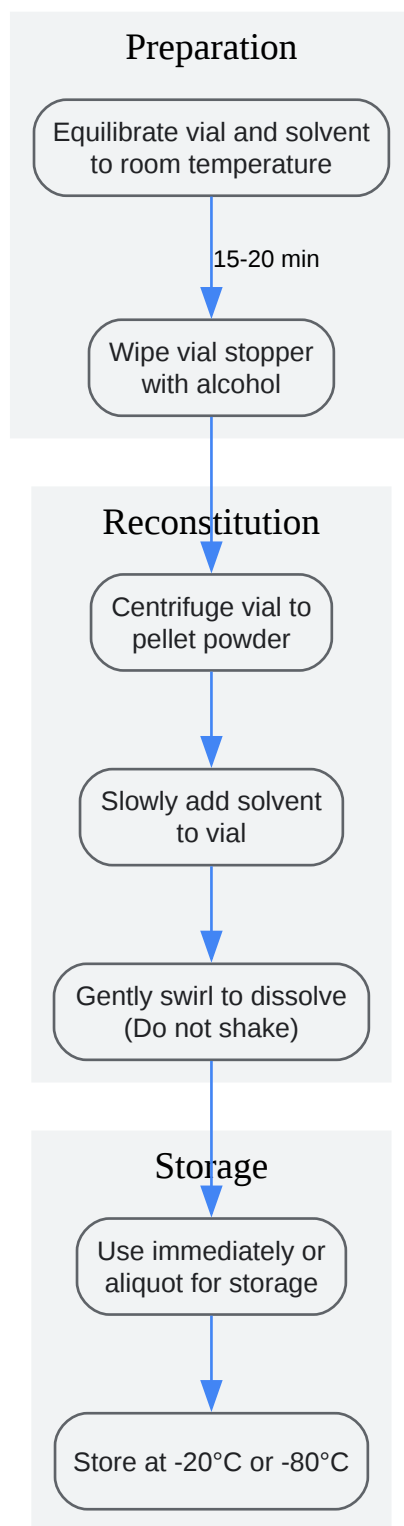 Preparation
Equilibrate vial and solvent
to room temperature
15-20 min
Wipe vial stopper
with alcohol
Reconstitution
Centrifuge vial to
pellet powder
Slowly add solvent
to vial
Gently swirl to dissolve
(Do not shake)
Storage
Use immediately or
aliquot for storage
Store at -20°C or -80°C